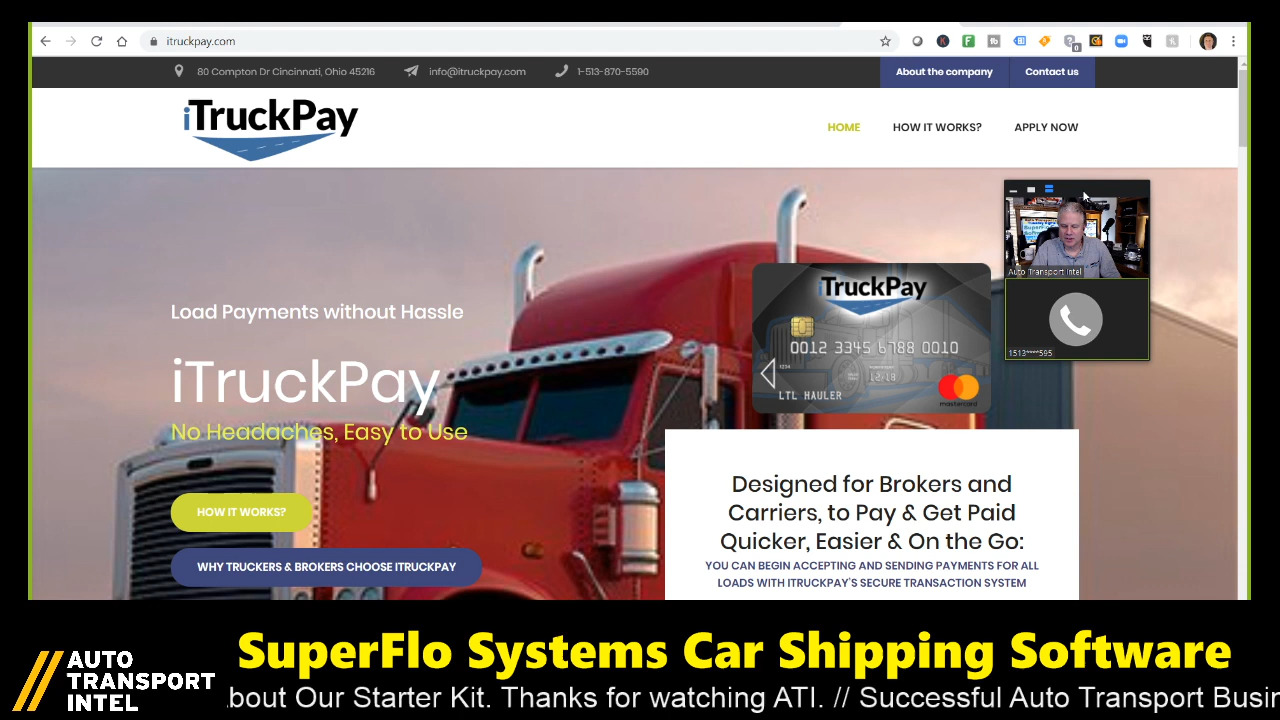 itruckpay.com
80 Compton Dr Cincinnati, Ohio 45216
info@itruckpay.com
1-513-870-5590
About the company
Contact us
iTruckPay
HOME
HOW IT WORKS?
APPLY NOW
Auto Transport Intel
1513****595
Load Payments without Hassle
iTruckPay
No Headaches, Easy to Use
HOW IT WORKS?
WHY TRUCKERS & BROKERS CHOOSE ITRUCKPAY
iTruckPay
0012 3345 6788 0010
1234
12/18
LTL HAULER
mastercard
Designed for Brokers and
Carriers, to Pay & Get Paid
Quicker, Easier & On the Go:
YOU CAN BEGIN ACCEPTING AND SENDING PAYMENTS FOR ALL
LOADS WITH ITRUCKPAY'S SECURE TRANSACTION SYSTEM
AUTO
TRANSPORT
INTEL
SuperFlo Systems Car Shipping Software
bout Our Starter Kit. Thanks for watching ATI. // Successful Auto Transport Busi